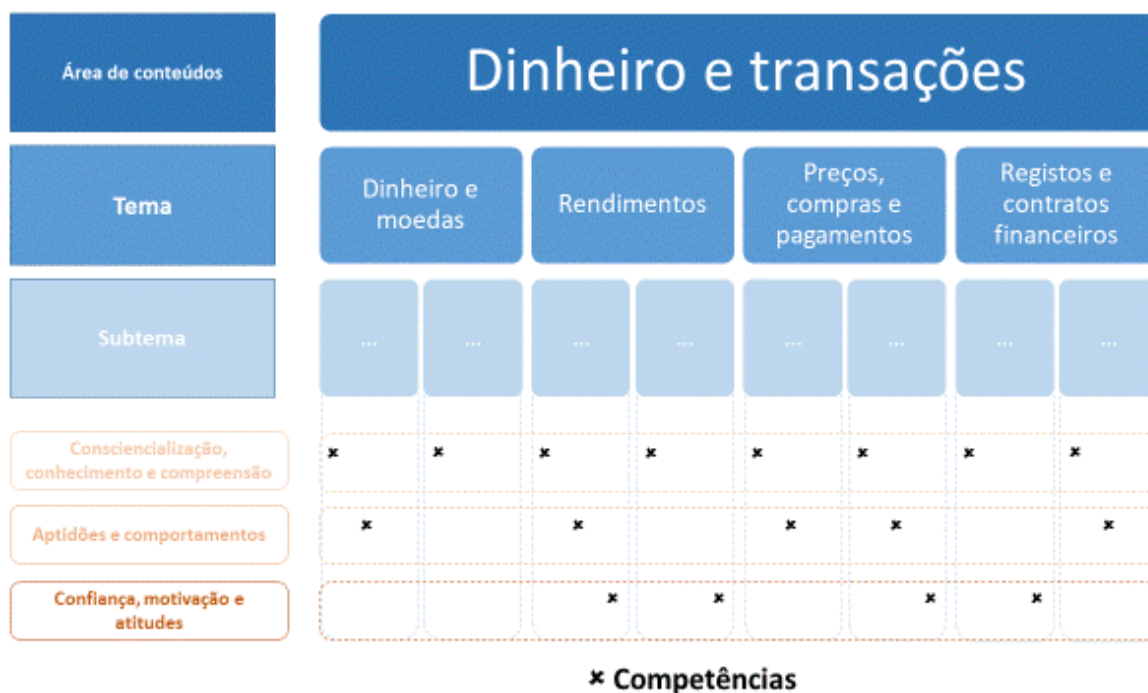 Área de conteúdos
Dinheiro e transações
Tema
Dinheiro e
moedas
Rendimentos
Preços,
compras e
pagamentos
Registos e
contratos
financeiros
Subtema
...
...
...
...
...
...
...
...
Consciencialização,
conhecimento e compreensão
Aptidões e comportamentos
Confiança, motivação e
atitudes
× Competências